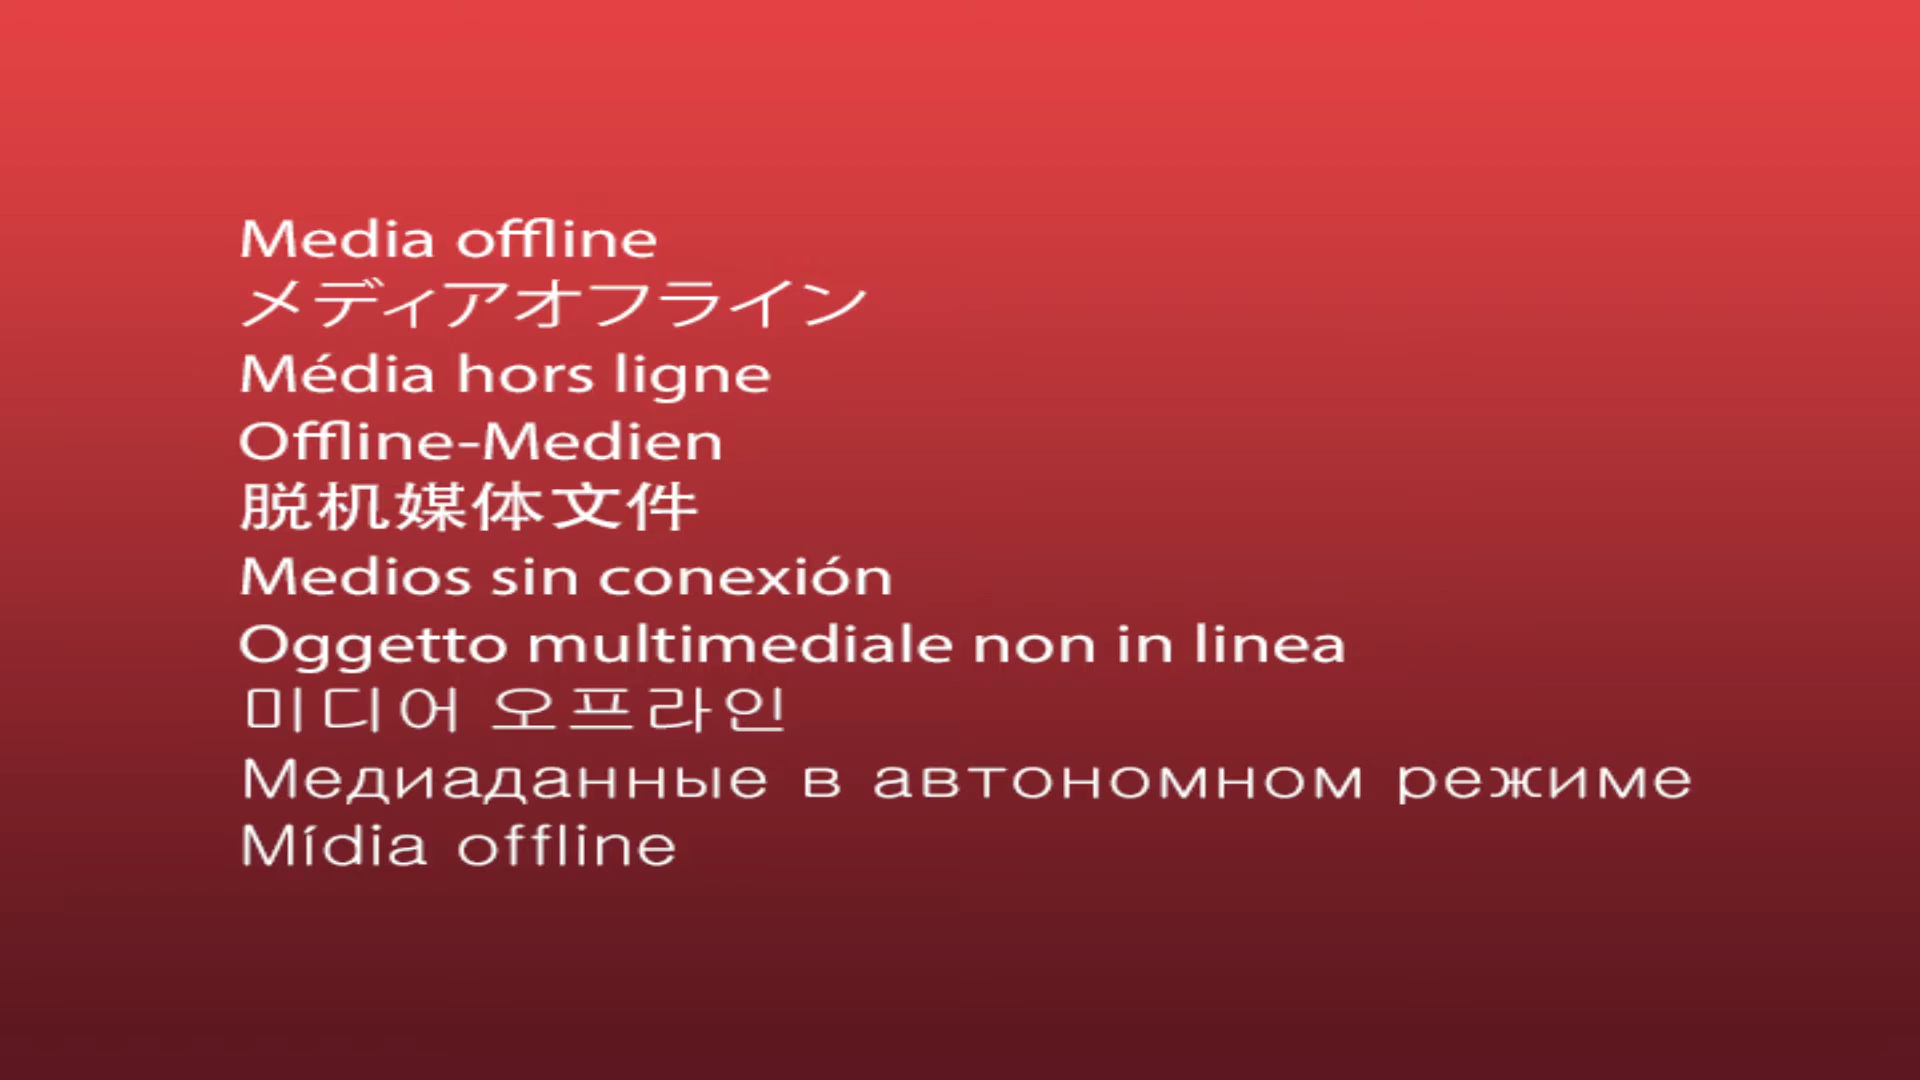 Media offline
メディアオフライン
Média hors ligne
Offline-Medien
脱机媒体文件
Medios sin conexión
Oggetto multimediale non in linea
미디어 오프라인
Медиаданные в автономном режиме
Mídia offline